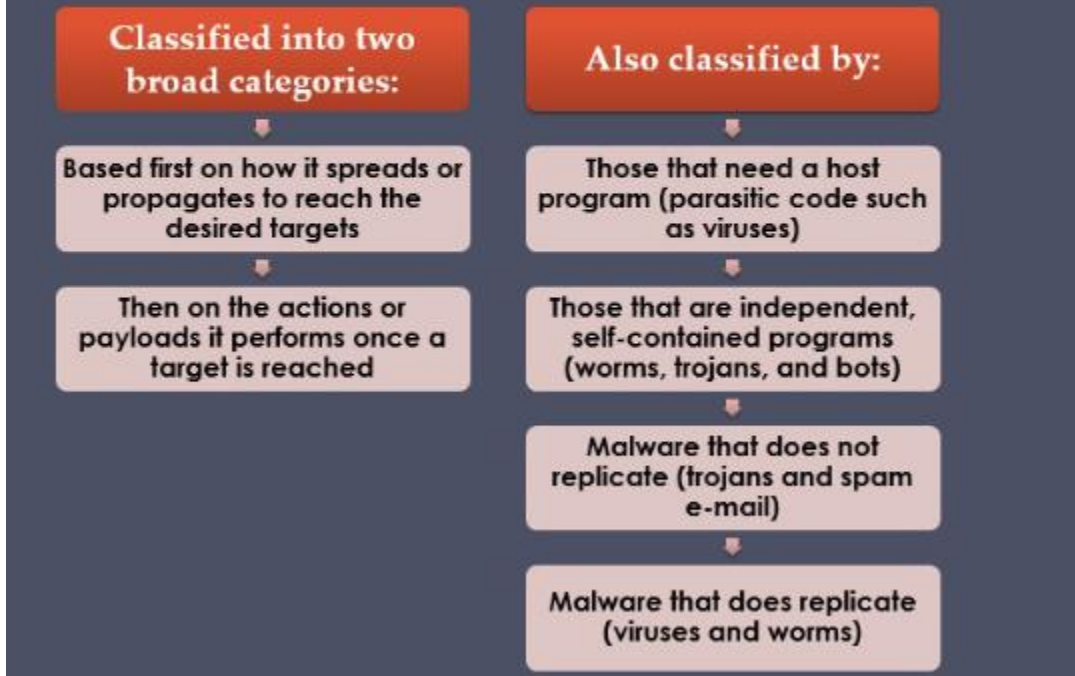 Classified into two
broad categories:
Based first on how it spreads or
propagates to reach the
desired targets
Then on the actions or
payloads it performs once a
target is reached
Also classified by:
Those that need a host
program (parasitic code such
as viruses)
Those that are independent,
self-contained programs
(worms, trojans, and bots)
Malware that does not
replicate (trojans and spam
e-mail)
Malware that does replicate
(viruses and worms)